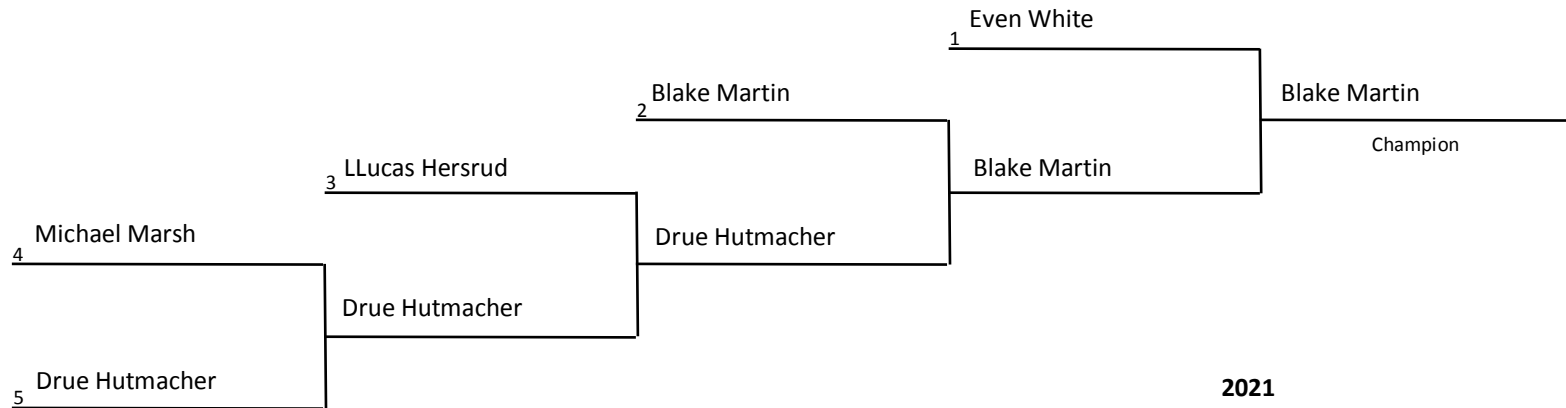 Even White
1
Blake Martin
Blake Martin
2
Champion
LLucas Hersrud
Blake Martin
3
Michael Marsh
Drue Hutmacher
4
Drue Hutmacher
Drue Hutmacher
5
2021